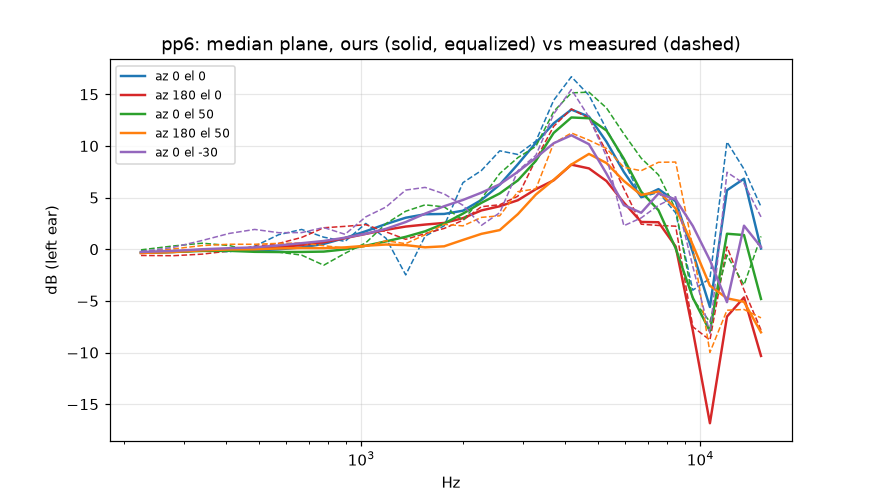 pp6: median plane, ours (solid, equalized) vs measured (dashed)
az 0 el 0
az 180 el 0
az 0 el 50
az 180 el 50
az 0 el -30
dB (left ear)
15
10
5
0
−5
−10
−15
10³
10⁴
Hz